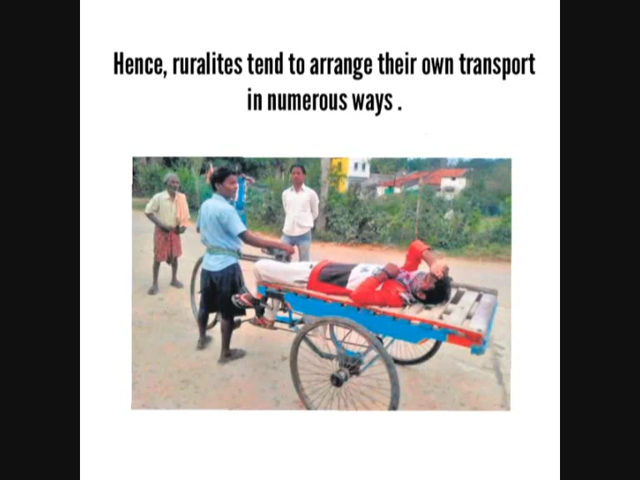 Hence, ruralites tend to arrange their own transport
in numerous ways .